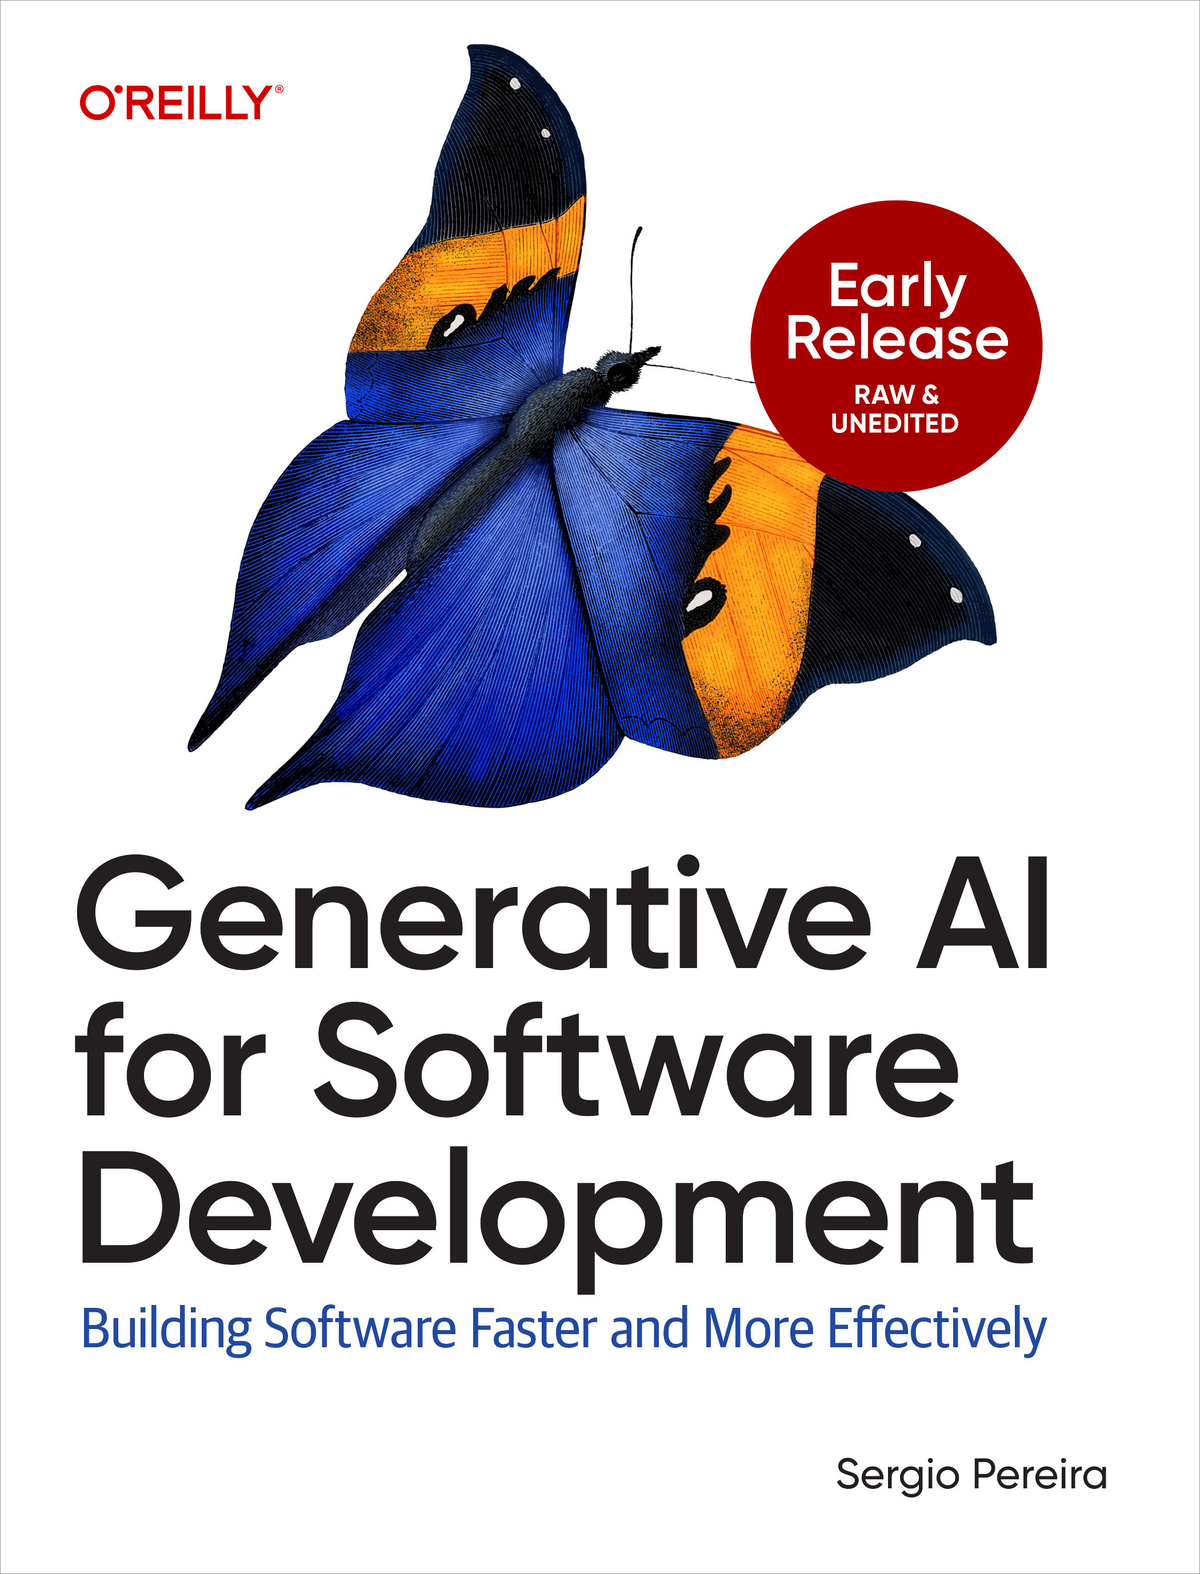 O'REILLY®
Early
Release
RAW &
UNEDITED
Generative AI
for Software
Development
Building Software Faster and More Effectively
Sergio Pereira